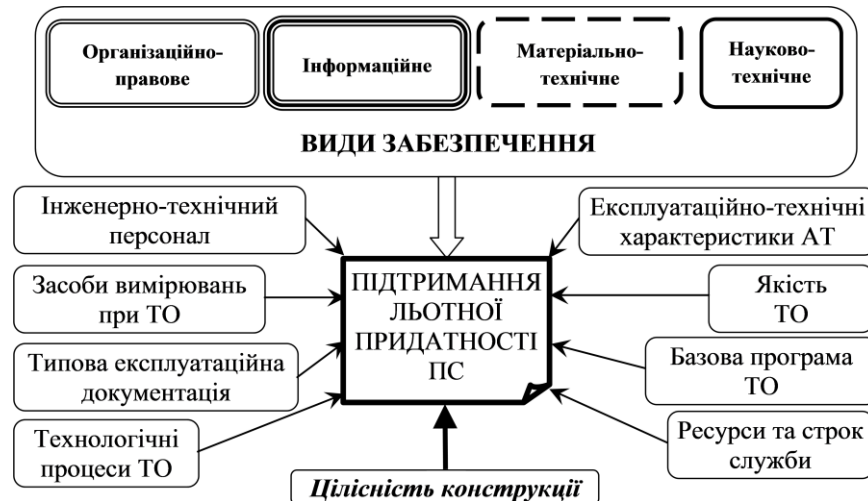 Організаційно-
правове
Інформаційне
Матеріально-
технічне
Науково-
технічне
ВИДИ ЗАБЕЗПЕЧЕННЯ
Інженерно-технічний
персонал
Засоби вимірювань
при ТО
Типова експлуатаційна
документація
Технологічні
процеси ТО
ПІДТРИМАННЯ
ЛЬОТНОЇ
ПРИДАТНОСТІ
ПС
Експлуатаційно-технічні
характеристики АТ
Якість
ТО
Базова програма
ТО
Ресурси та строк
служби
Цілісність конструкції